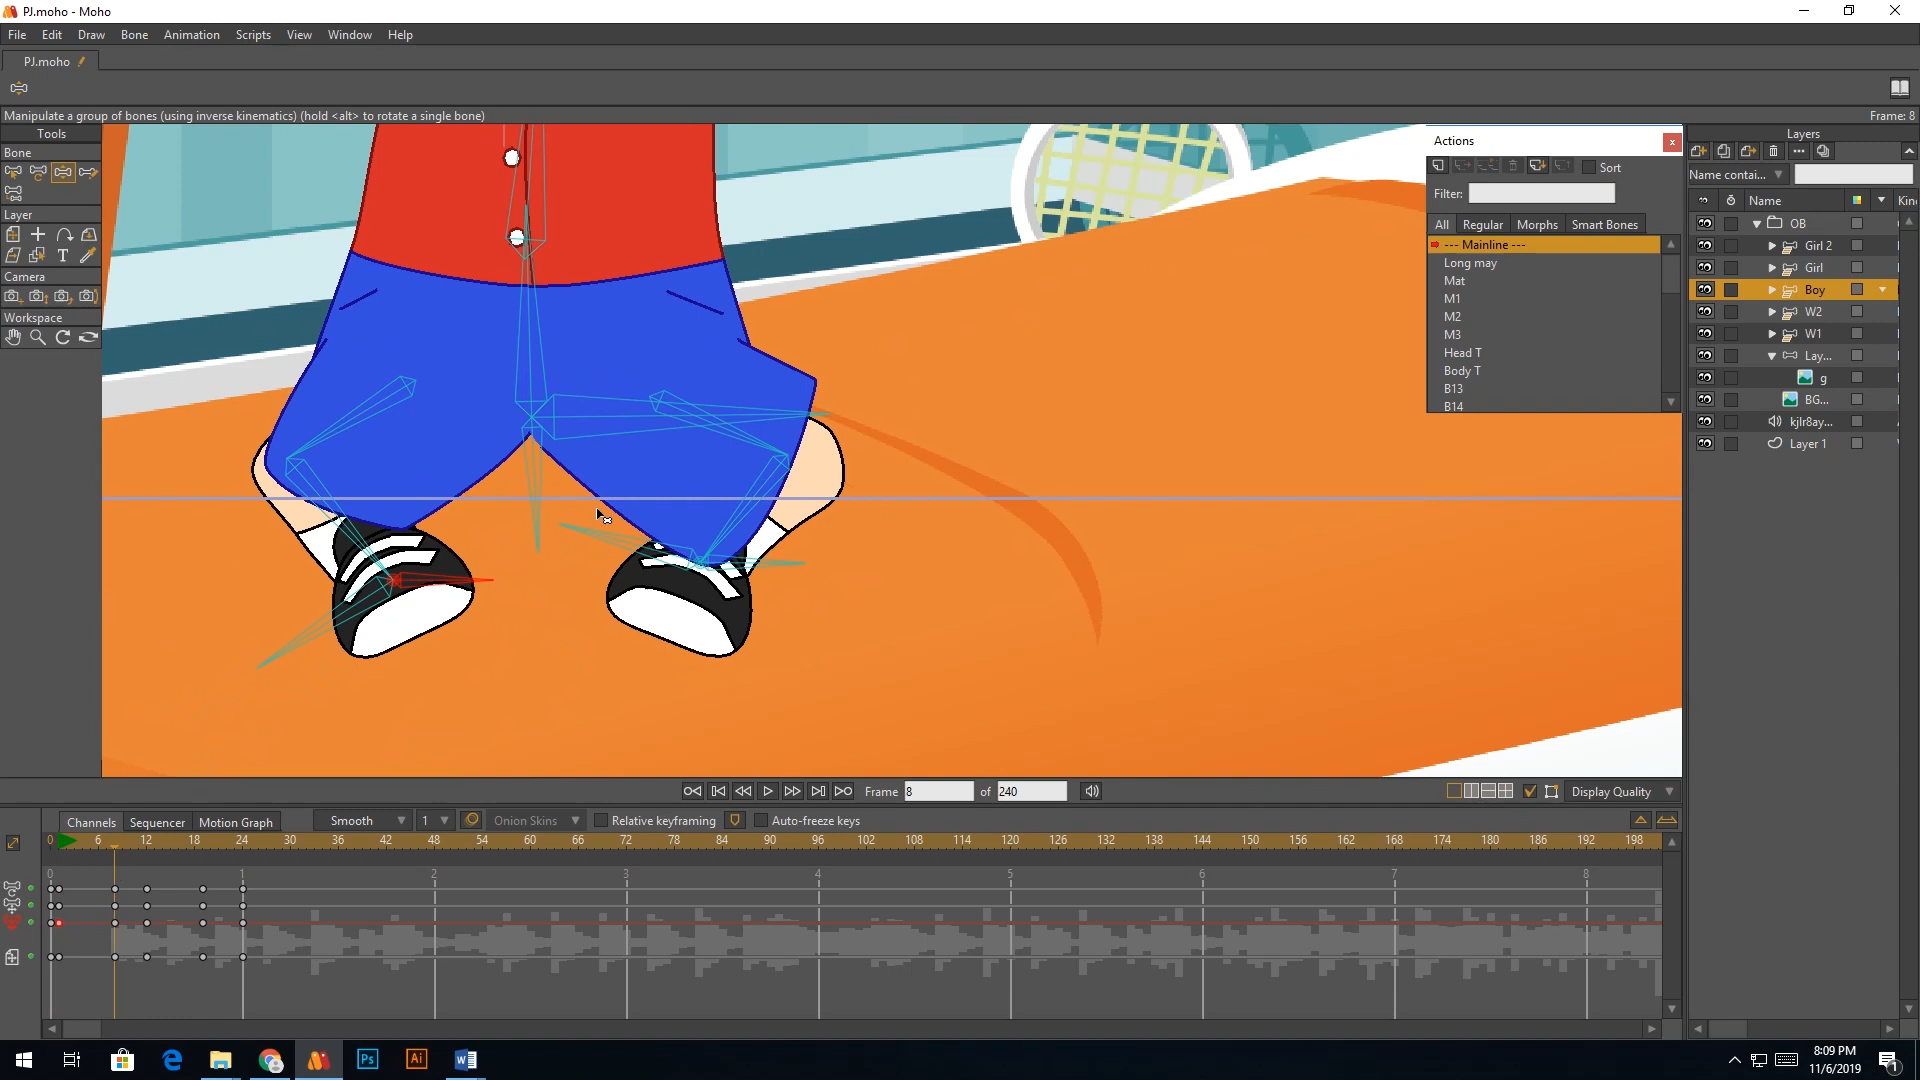 PJ.moho - Moho
File Edit Draw Bone Animation Scripts View Window Help
PJ.moho
Manipulate a group of bones (using inverse kinematics) (hold <alt> to rotate a single bone)
Frame: 8
Tools
Bone
Layer
T
Camera
Workspace
Actions
Sort
Filter:
All Regular Morphs Smart Bones
--- Mainline ---
Long may
Mat
M1
M2
M3
Head T
Body T
B13
B14
Layers
Name contai...
Name Kin
OB
Girl 2
Girl
Boy
W2
W1
Lay...
g
BG...
kjlr8ay...
Layer 1
Frame 8 of 240 Display Quality
Channels Sequencer Motion Graph Smooth 1 Onion Skins Relative keyframing Auto-freeze keys
0 6 12 18 24 30 36 42 48 54 60 66 72 78 84 90 96 102 108 114 120 126 132 138 144 150 156 162 168 174 180 186 192 198
0 1 2 3 4 5 6 7 8
Ps Ai
8:09 PM
11/6/2019
1